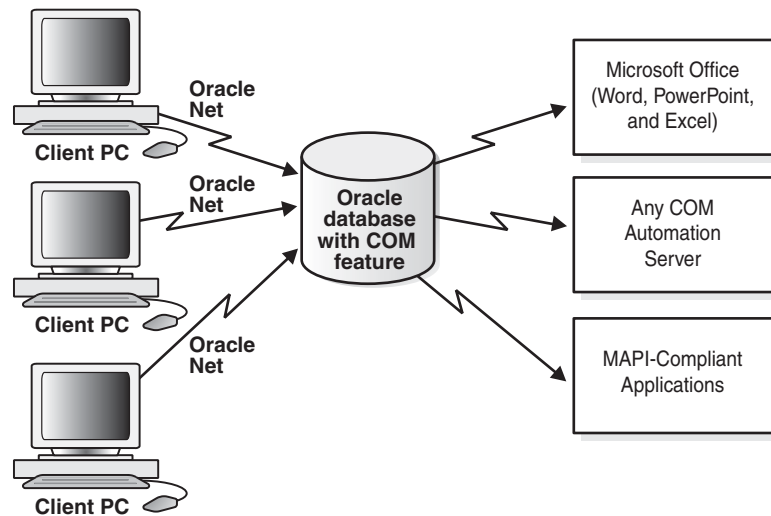 Oracle
Net
Client PC
Oracle
Net
Client PC
Oracle
Net
Client PC
Oracle
database
with COM
feature
Microsoft Office
(Word, PowerPoint,
and Excel)
Any COM
Automation
Server
MAPI-Compliant
Applications